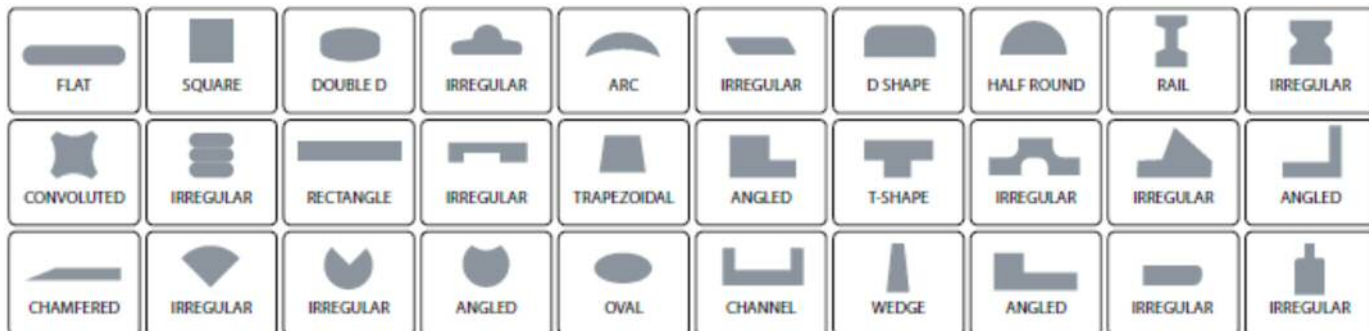 FLAT SQUARE DOUBLE D IRREGULAR ARC IRREGULAR D SHAPE HALF ROUND RAIL IRREGULAR
CONVOLUTED IRREGULAR RECTANGLE IRREGULAR TRAPEZOIDAL ANGLED T-SHAPE IRREGULAR IRREGULAR ANGLED
CHAMFERED IRREGULAR IRREGULAR ANGLED OVAL CHANNEL WEDGE ANGLED IRREGULAR IRREGULAR